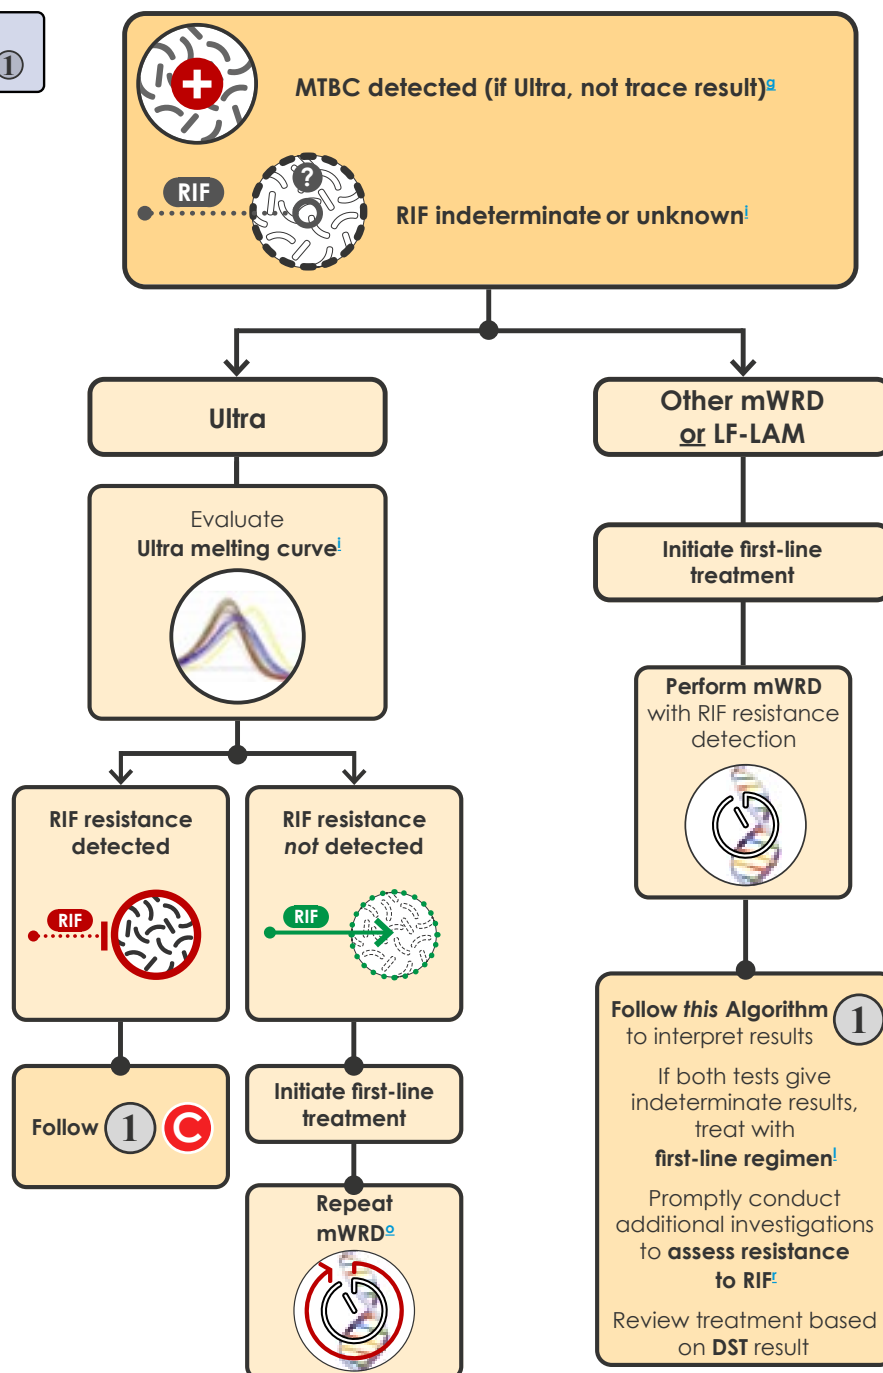 1
MTBC detected (if Ultra, not trace result)g
?
RIF
RIF indeterminate or unknowni
Ultra
Other mWRD
or LF-LAM
Evaluate
Ultra melting curvei
Initiate first-line
treatment
Perform mWRD
with RIF resistance
detection
RIF resistance
detected
RIF
RIF resistance
not detected
RIF
Follow 1 C
Initiate first-line
treatment
Repeat
mWRDo
Follow this Algorithm 1
to interpret results
If both tests give
indeterminate results,
treat with
first-line regimenl
Promptly conduct
additional investigations
to assess resistance
to RIFr
Review treatment based
on DST result